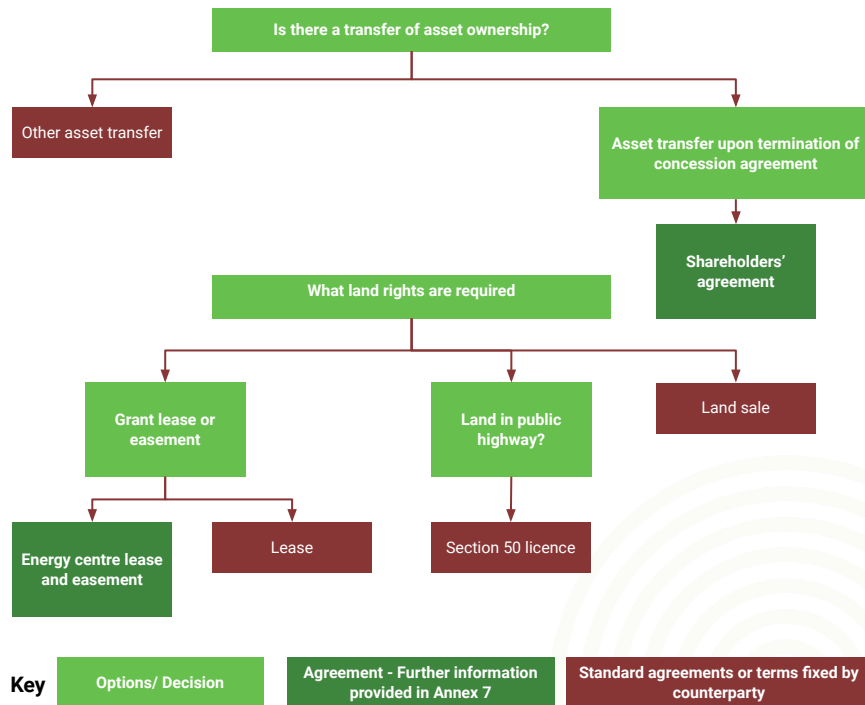 Is there a transfer of asset ownership?
Other asset transfer
Asset transfer upon termination of
concession agreement
Shareholders’
agreement
What land rights are required
Grant lease or
easement
Land in public
highway?
Land sale
Energy centre lease
and easement
Lease
Section 50 licence
Key
Options/ Decision
Agreement - Further information
provided in Annex 7
Standard agreements or terms fixed by
counterparty